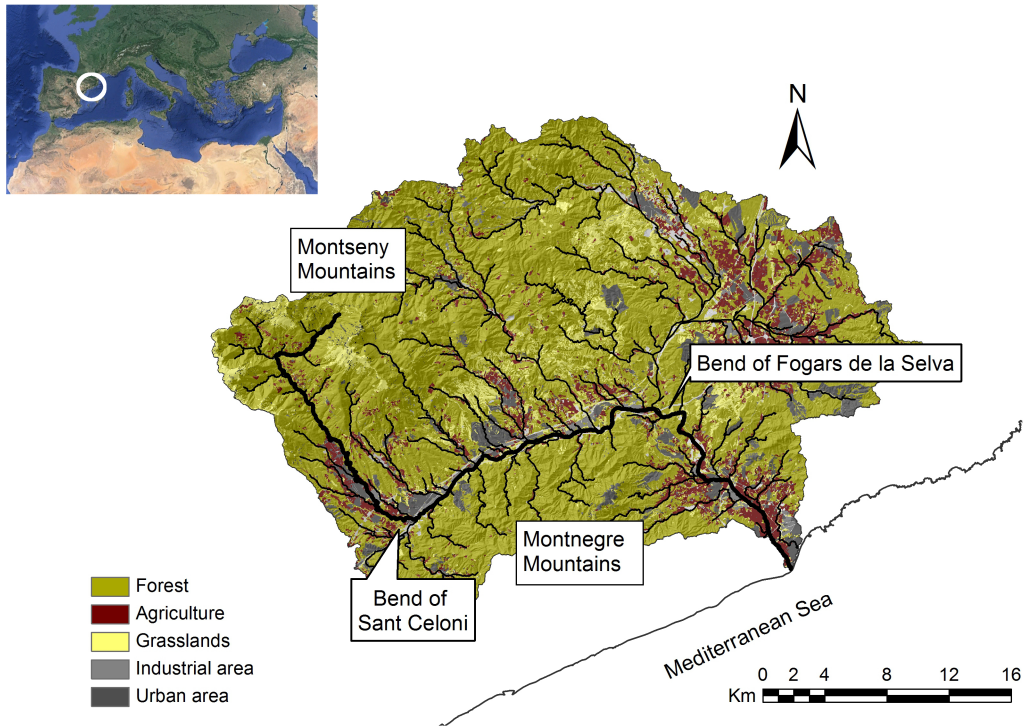 N
Montseny
Mountains
Bend of Fogars de la Selva
Montnegre
Mountains
Bend of
Sant Celoni
Forest
Agriculture
Grasslands
Industrial area
Urban area
Mediterranean Sea
0 2 4 8 12 16
Km